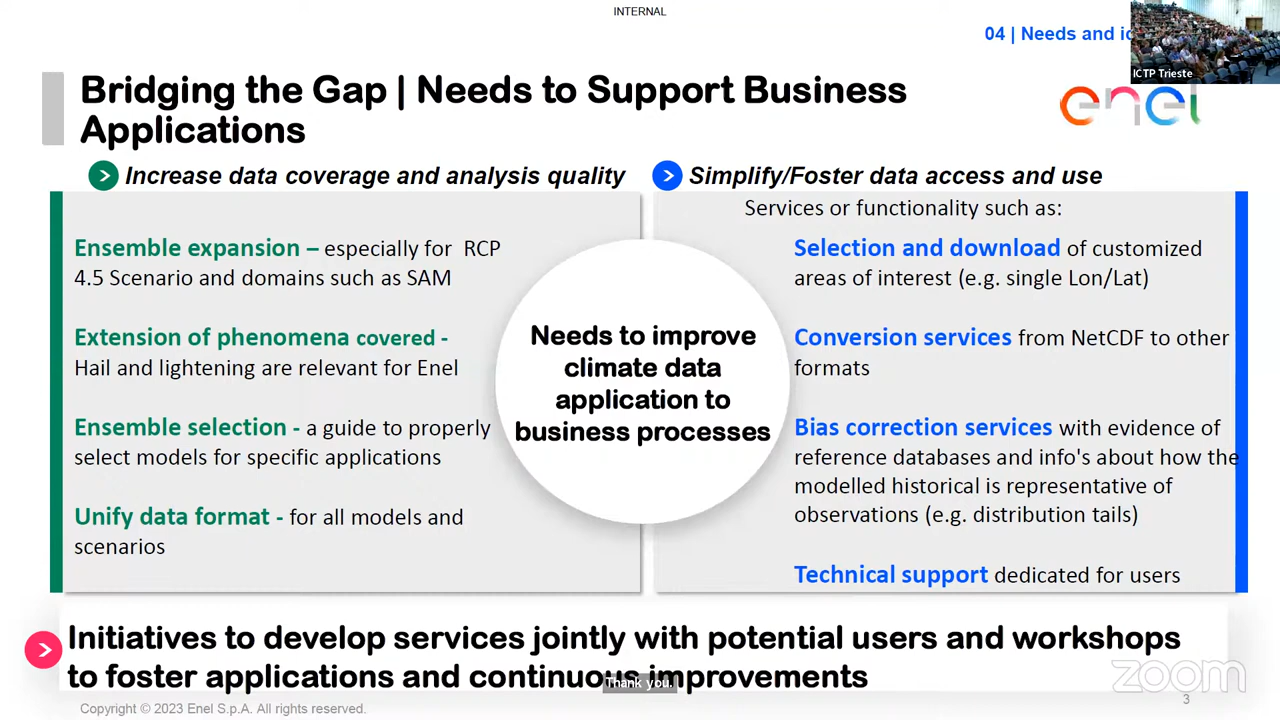 INTERNAL
04 | Needs and
ICTP Trieste
Bridging the Gap | Needs to Support Business
Applications
enel
Increase data coverage and analysis quality
Ensemble expansion – especially for RCP
4.5 Scenario and domains such as SAM
Extension of phenomena covered -
Hail and lightening are relevant for Enel
Ensemble selection - a guide to properly
select models for specific applications
Unify data format - for all models and
scenarios
Needs to improve
climate data
application to
business processes
Simplify/Foster data access and use
Services or functionality such as:
Selection and download of customized
areas of interest (e.g. single Lon/Lat)
Conversion services from NetCDF to other
formats
Bias correction services with evidence of
reference databases and info's about how the
modelled historical is representative of
observations (e.g. distribution tails)
Technical support dedicated for users
Initiatives to develop services jointly with potential users and workshops
to foster applications and continuous improvements
Thank you.
zoom
Copyright © 2023 Enel S.p.A. All rights reserved.
3